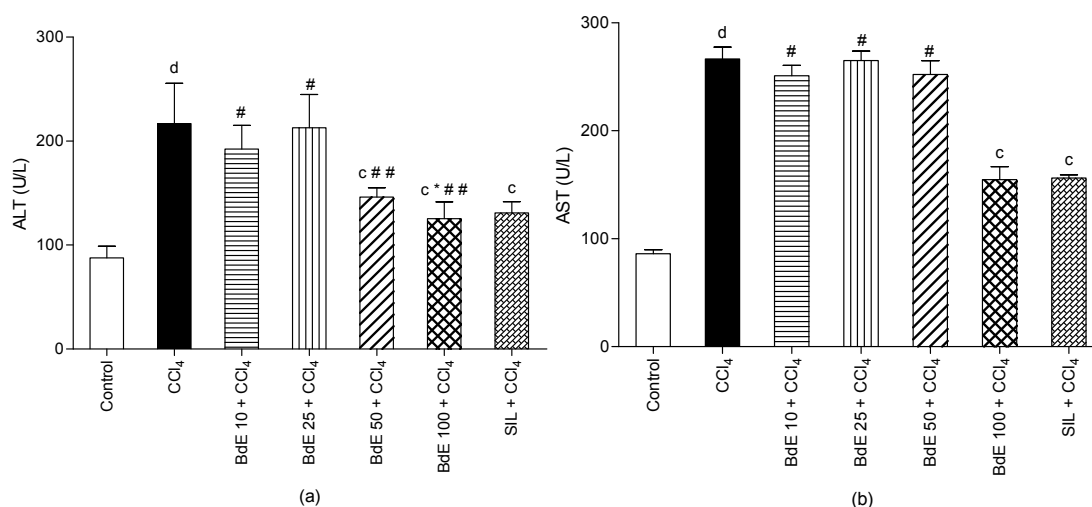 300
200
100
0
ALT (U/L)
d
#
#
c # #
c * # #
c
Control
CCl₄
BdE 10 + CCl₄
BdE 25 + CCl₄
BdE 50 + CCl₄
BdE 100 + CCl₄
SIL + CCl₄
(a)
300
200
100
0
AST (U/L)
d
#
#
#
c
c
Control
CCl₄
BdE 10 + CCl₄
BdE 25 + CCl₄
BdE 50 + CCl₄
BdE 100 + CCl₄
SIL + CCl₄
(b)